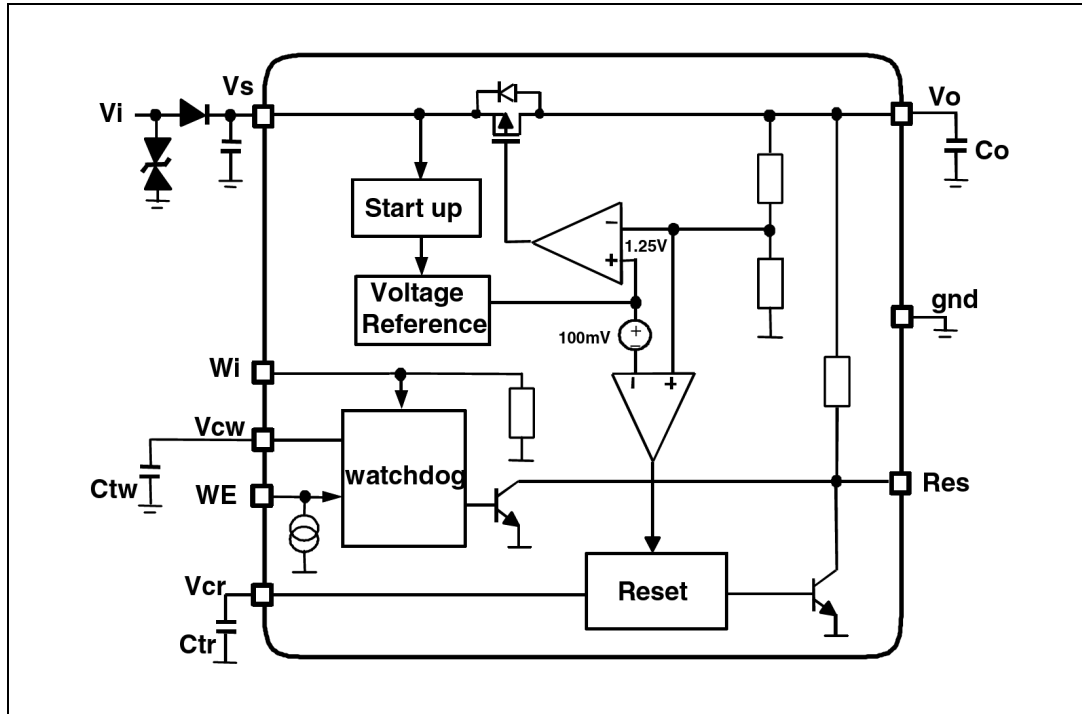 Vs
Vi
Vo
Co
Start up
−
1.25V
+
Voltage
Reference
gnd
100mV
+
−
Wi
− +
Vcw
watchdog
Ctw
WE
Res
Vcr
Reset
Ctr